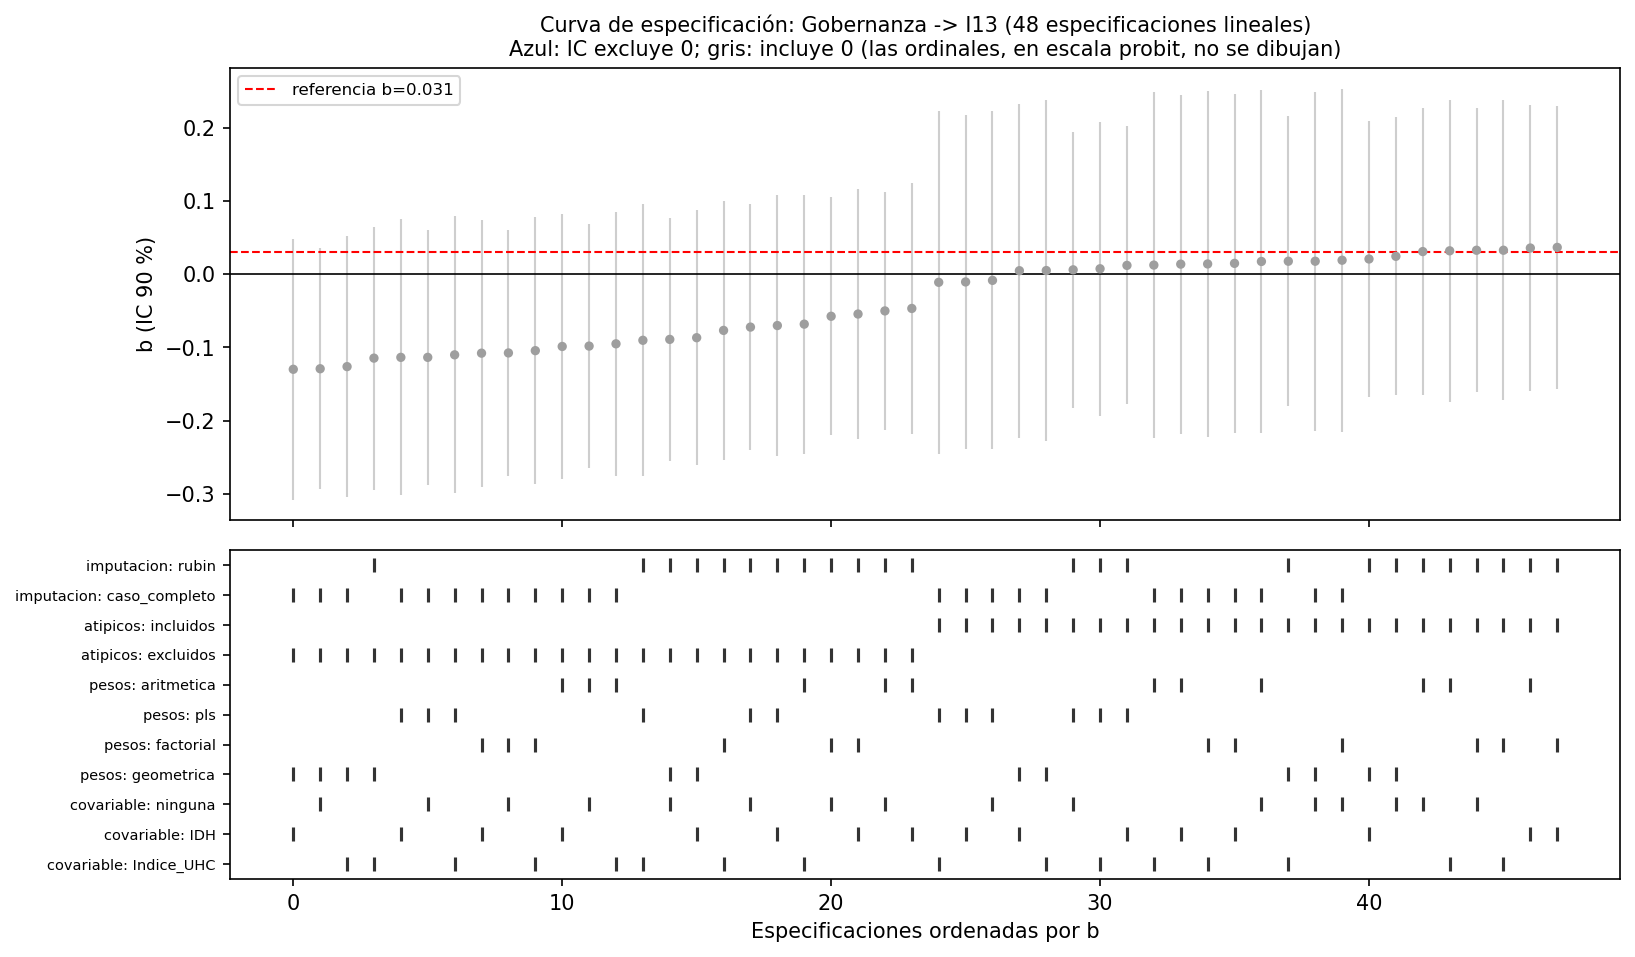 Curva de especificación: Gobernanza -> I13 (48 especificaciones lineales)
Azul: IC excluye 0; gris: incluye 0 (las ordinales, en escala probit, no se dibujan)
referencia b=0.031
b (IC 90 %)
0.2
0.1
0.0
−0.1
−0.2
−0.3
imputacion: rubin
imputacion: caso_completo
atipicos: incluidos
atipicos: excluidos
pesos: aritmetica
pesos: pls
pesos: factorial
pesos: geometrica
covariable: ninguna
covariable: IDH
covariable: Indice_UHC
0 10 20 30 40
Especificaciones ordenadas por b